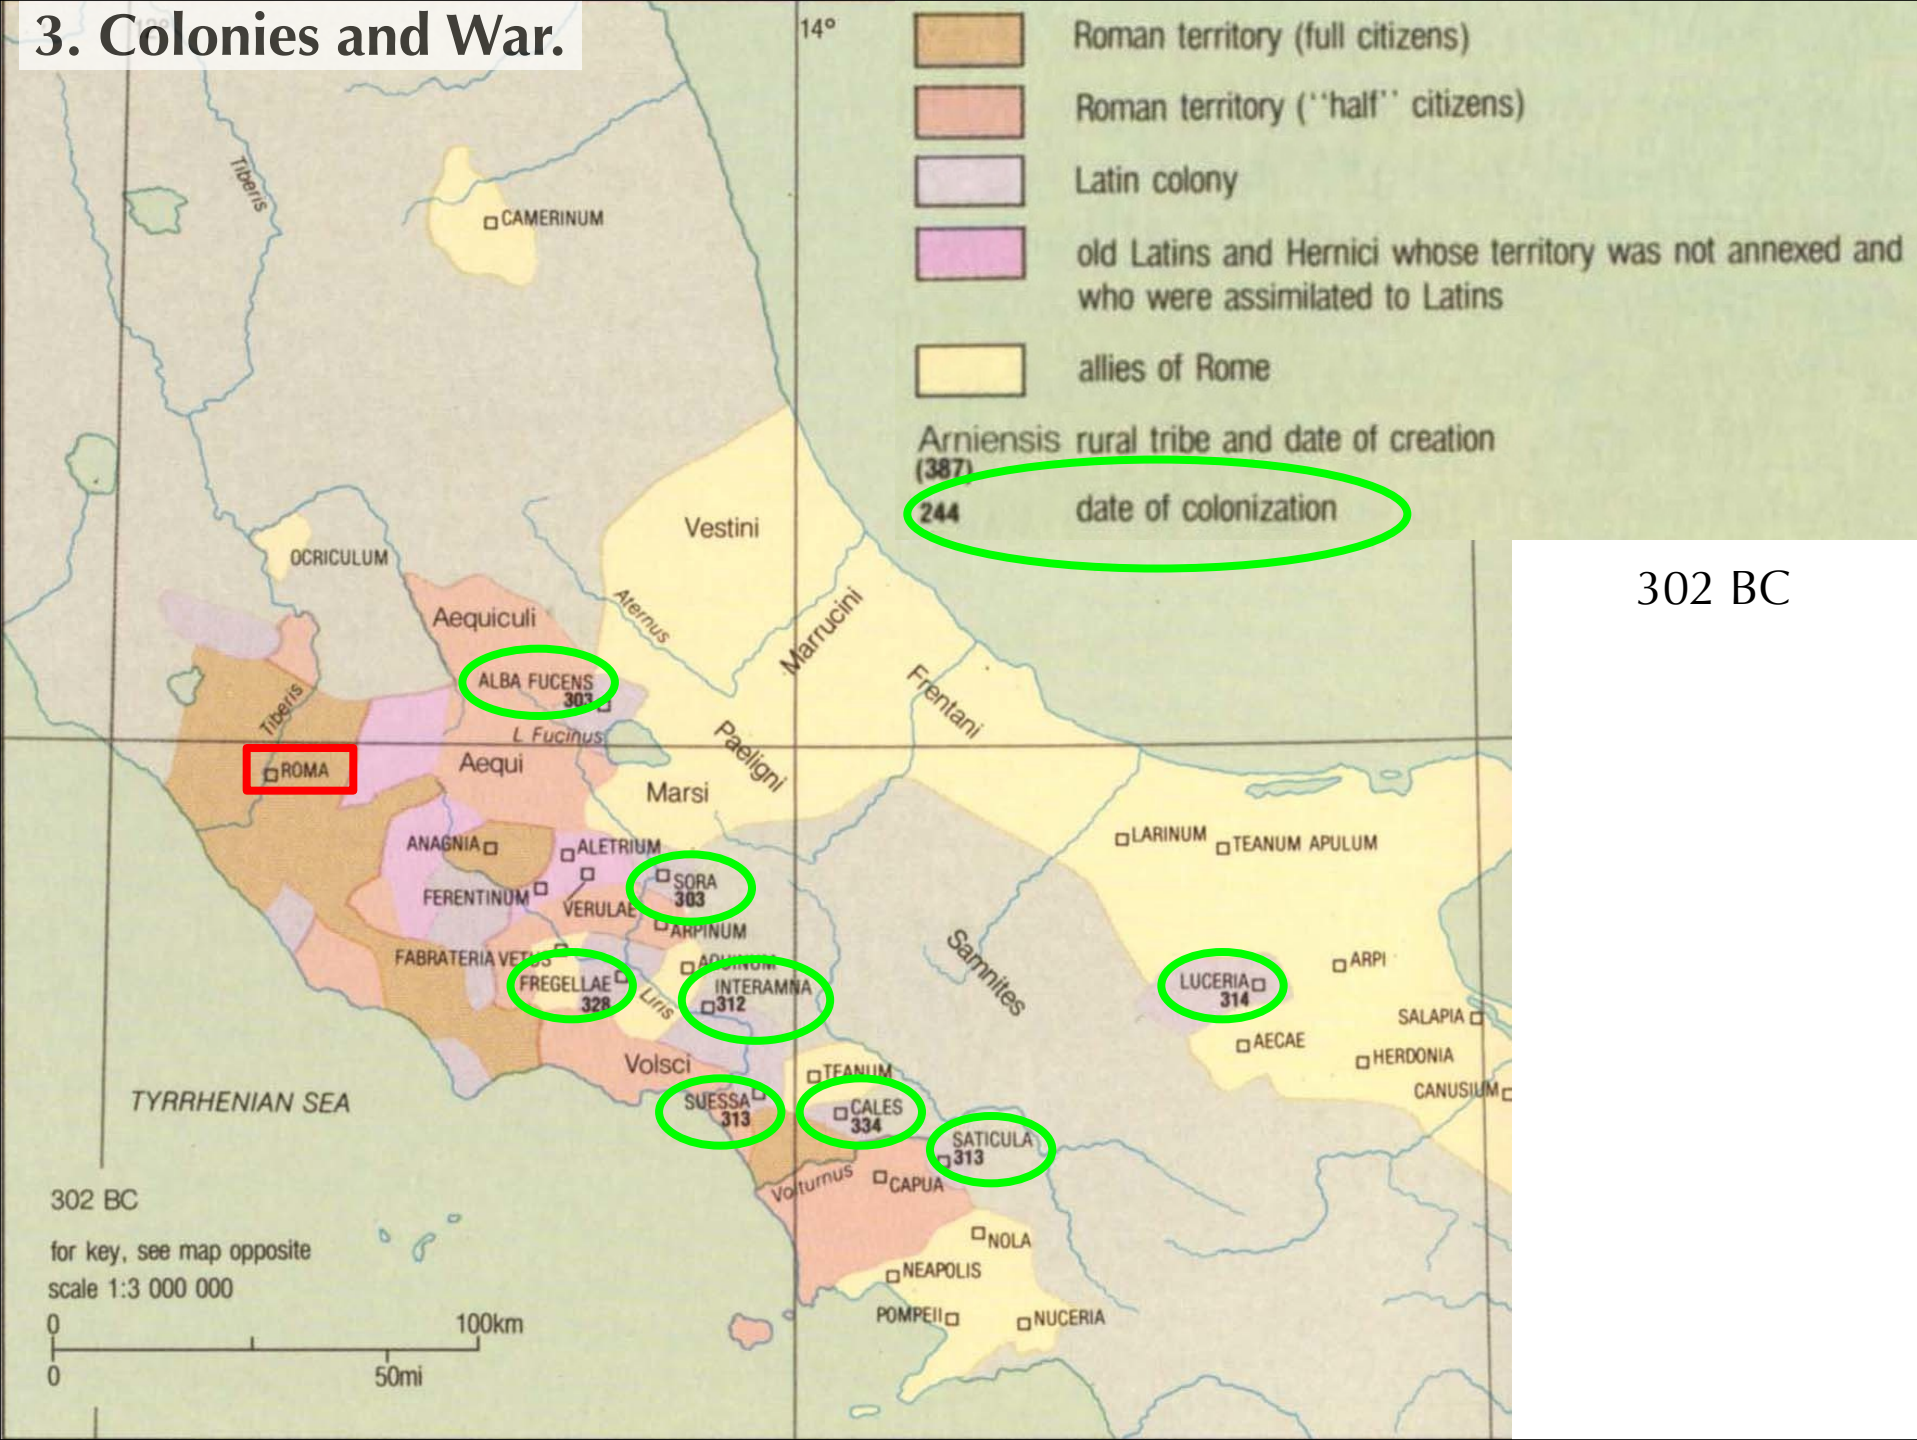 3. Colonies and War.
14°
Roman territory (full citizens)
Roman territory (“half” citizens)
Latin colony
old Latins and Hernici whose territory was not annexed and
who were assimilated to Latins
allies of Rome
Arniensis rural tribe and date of creation
(387)
244 date of colonization
302 BC
Tiberis
CAMERINUM
OCRICULUM
Vestini
Aternus
Marrucini
Aequiculi
ALBA FUCENS
303
Frentani
Tiberis
L Fucinus
Paeligni
ROMA
Aequi
Marsi
LARINUM
TEANUM APULUM
ANAGNIA
ALETRIUM
SORA
303
FERENTINUM
VERULAE
ARPINUM
Samnites
FABRATERIA VETUS
AQUINUM
FREGELLAE
328
Liris
INTERAMNA
312
LUCERIA
314
ARPI
SALAPIA
AECAE
HERDONIA
CANUSIUM
Volsci
TEANUM
SUESSA
313
CALES
334
SATICULA
313
TYRRHENIAN SEA
Volturnus
CAPUA
NOLA
NEAPOLIS
POMPEII
NUCERIA
302 BC
for key, see map opposite
scale 1:3 000 000
0 100km
0 50mi